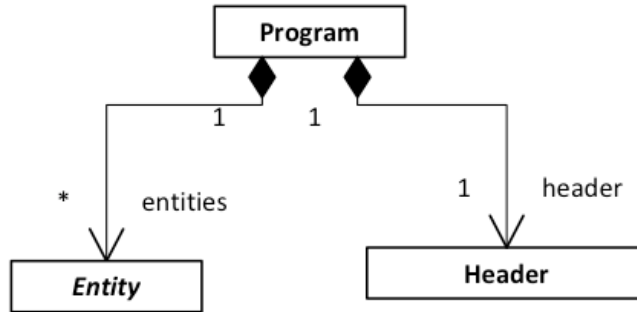 Program
1 1
* entities
1 header
Entity
Header